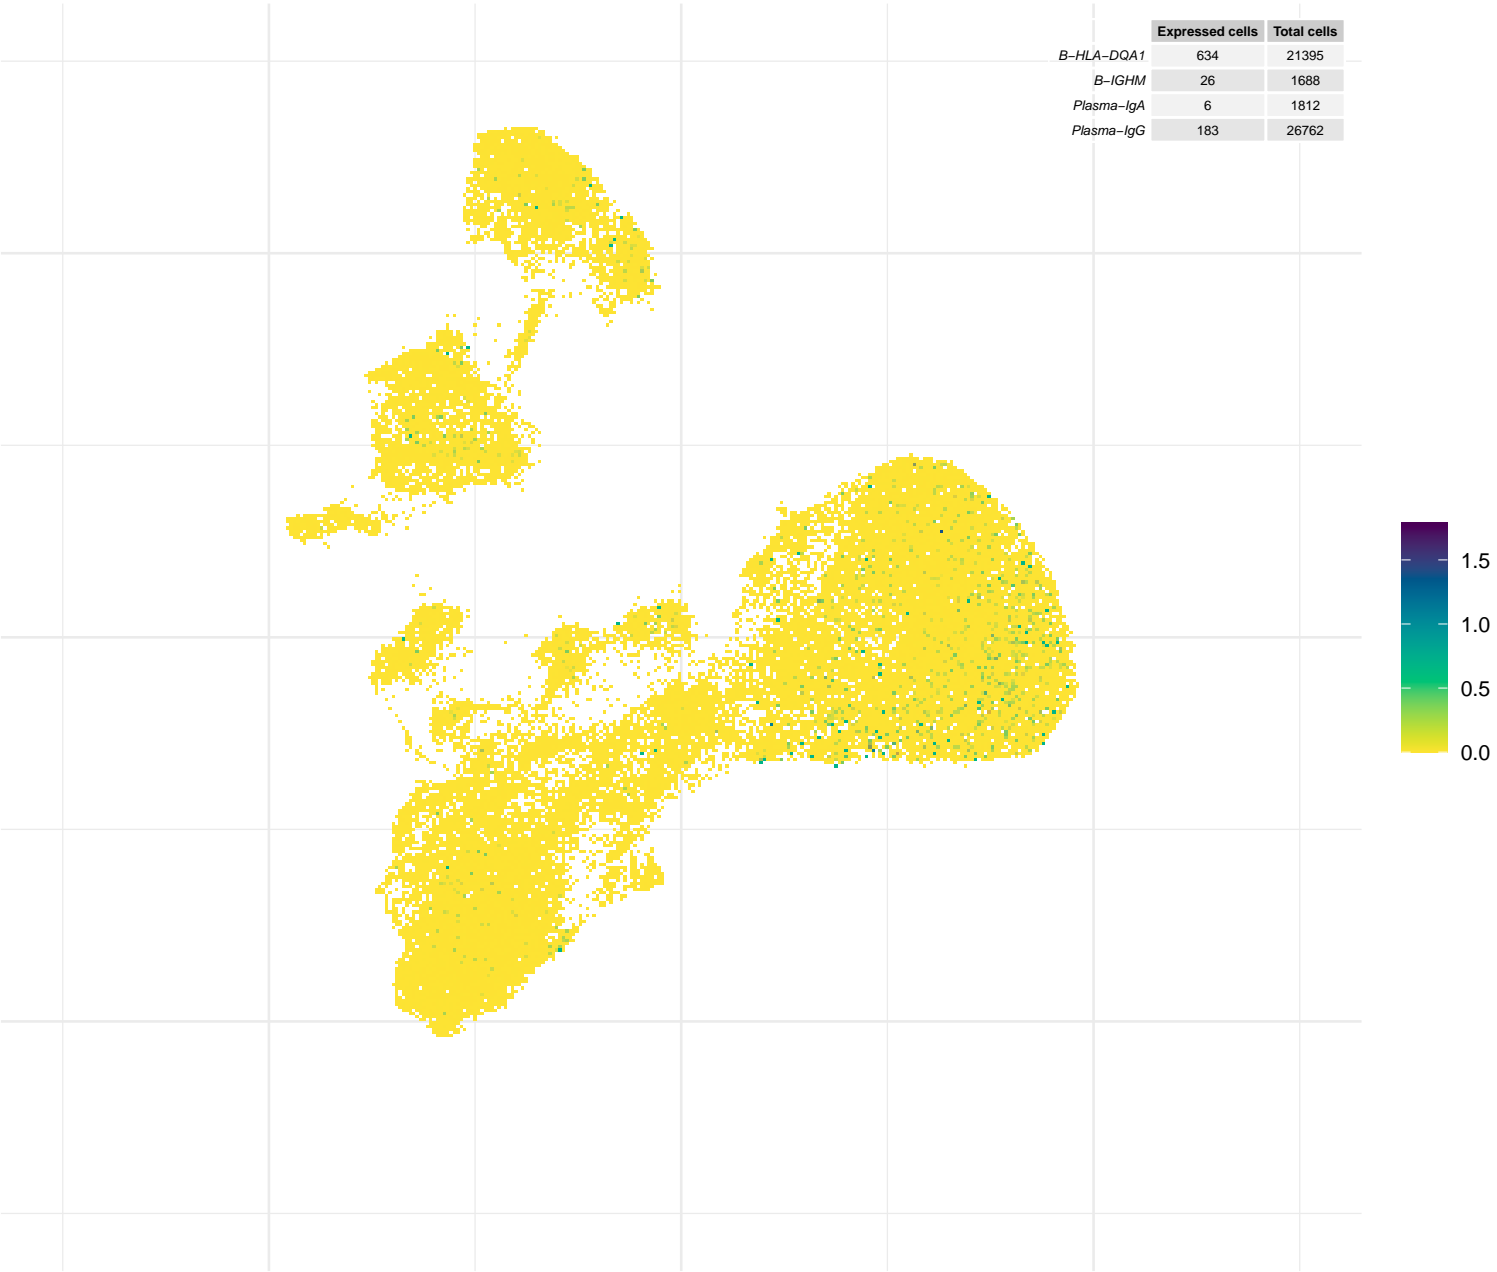 Expressed cells Total cells
B−HLA−DQA1 634 21395
B−IGHM 26 1688
Plasma−IgA 6 1812
Plasma−IgG 183 26762
1.5
1.0
0.5
0.0